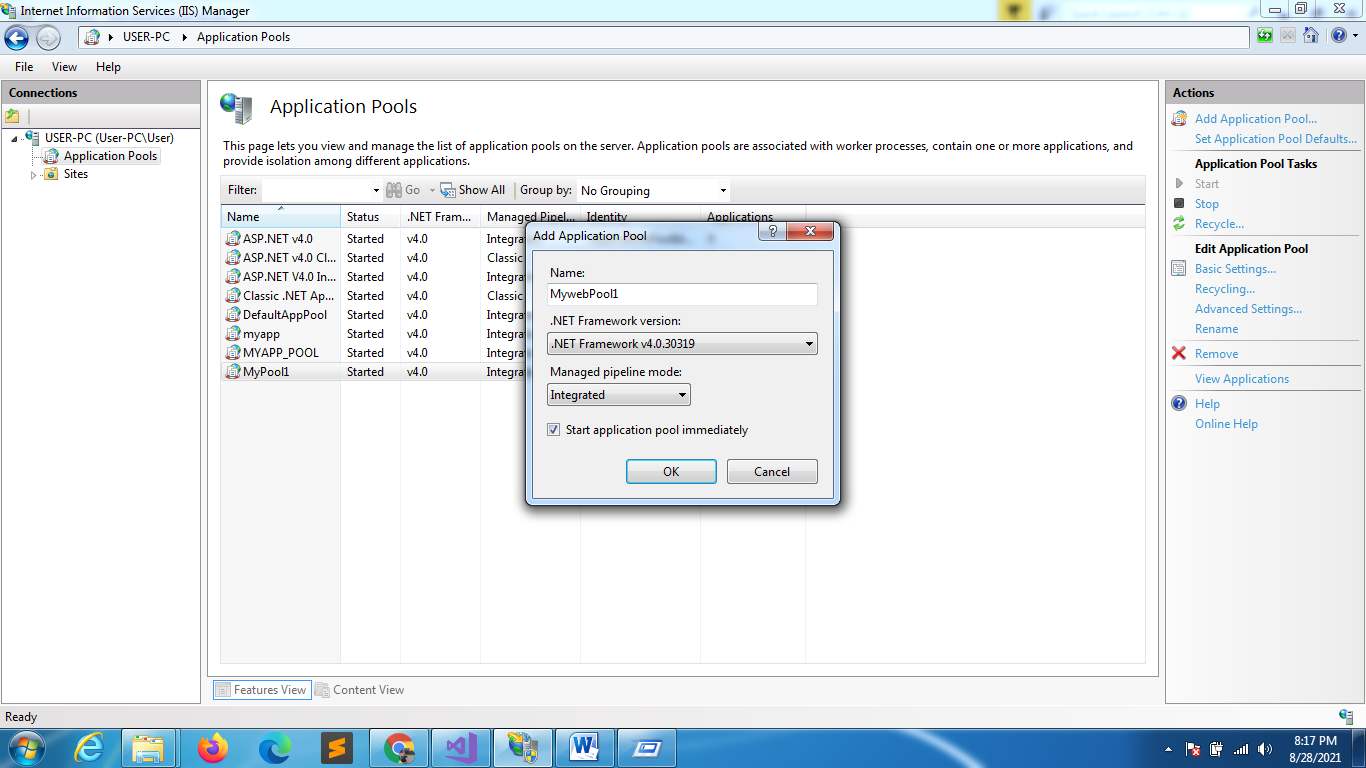 Internet Information Services (IIS) Manager
USER-PC Application Pools
File View Help
Connections
USER-PC (User-PC\User)
Application Pools
Sites
Application Pools
This page lets you view and manage the list of application pools on the server. Application pools are associated with worker processes, contain one or more applications, and
provide isolation among different applications.
Filter: Go Show All Group by: No Grouping
Name Status .NET Fram... Managed Pipel... Identity Applications
ASP.NET v4.0 Started v4.0 Integrat
ASP.NET v4.0 Cl... Started v4.0 Classic
ASP.NET V4.0 In... Started v4.0 Integrat
Classic .NET Ap... Started v4.0 Classic
DefaultAppPool Started v4.0 Integrat
myapp Started v4.0 Integrat
MYAPP_POOL Started v4.0 Integrat
MyPool1 Started v4.0 Integrat
Add Application Pool
Name:
MywebPool1
.NET Framework version:
.NET Framework v4.0.30319
Managed pipeline mode:
Integrated
Start application pool immediately
OK Cancel
Features View Content View
Actions
Add Application Pool...
Set Application Pool Defaults...
Application Pool Tasks
Start
Stop
Recycle...
Edit Application Pool
Basic Settings...
Recycling...
Advanced Settings...
Rename
Remove
View Applications
Help
Online Help
Ready
8:17 PM
8/28/2021